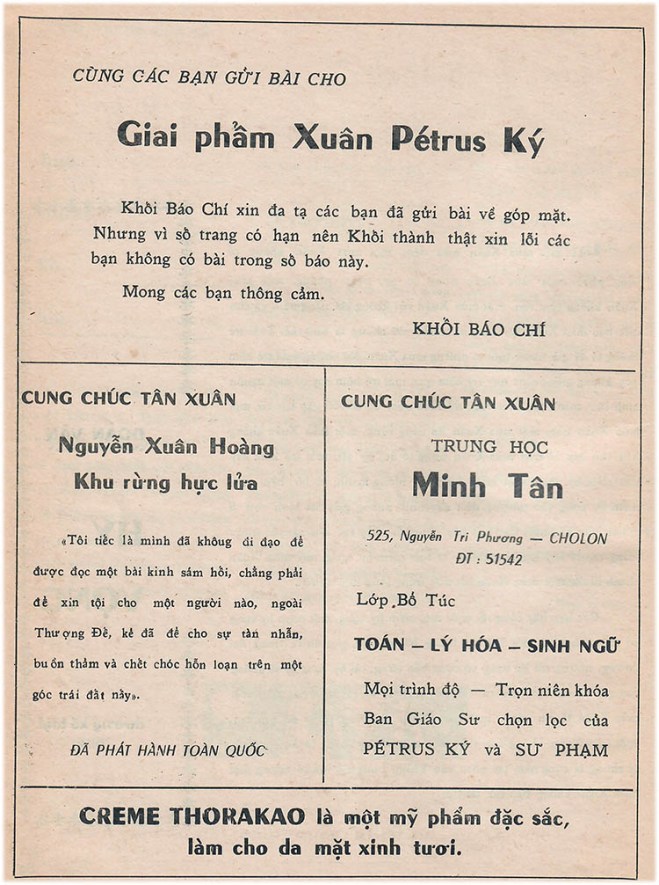 CÙNG CÁC BẠN GỬI BÀI CHO
Giai phẩm Xuân Pétrus Ký
Khối Báo Chí xin đa tạ các bạn đã gửi bài về góp mặt.
Nhưng vì số trang có hạn nên Khối thành thật xin lỗi các
bạn không có bài trong số báo này.
Mong các bạn thông cảm.
KHỐI BÁO CHÍ
CUNG CHÚC TÂN XUÂN
Nguyễn Xuân Hoàng
Khu rừng hực lửa
«Tôi tiếc là mình đã khôug đi đạo để
được đọc một bài kinh sám hối, chẳng phải
để xin tội cho một người nào, ngoài
Thượng Đế, kẻ đã để cho sự tàn nhẫn,
buồn thảm và chết chóc hỗn loạn trên một
góc trái đất này».
ĐÃ PHÁT HÀNH TOÀN QUỐC
CUNG CHÚC TÂN XUÂN
TRUNG HỌC
Minh Tân
525, Nguyễn Tri Phương — CHOLON
ĐT : 51542
Lớp Bổ Túc
TOÁN – LÝ HÓA – SINH NGỮ
Mọi trình độ — Trọn niên khóa
Ban Giáo Sư chọn lọc của
PÉTRUS KÝ và SƯ PHẠM
CREME THORAKAO là một mỹ phẩm đặc sắc,
làm cho da mặt xinh tươi.